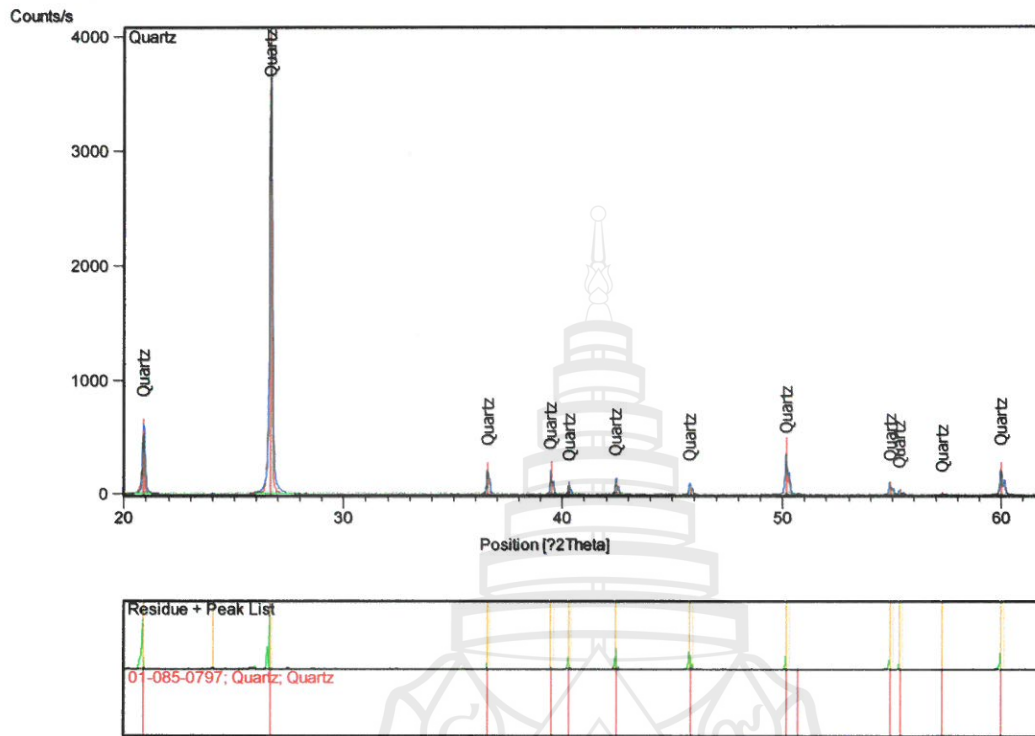 Counts/s
Quartz
4000
3000
2000
1000
0
Quartz
Quartz
Quartz
Quartz
Quartz
Quartz
Quartz
Quartz
Quartz
Quartz
Quartz
Quartz
20 30 40 50 60
Position [?2Theta]
Residue + Peak List
01-085-0797; Quartz; Quartz